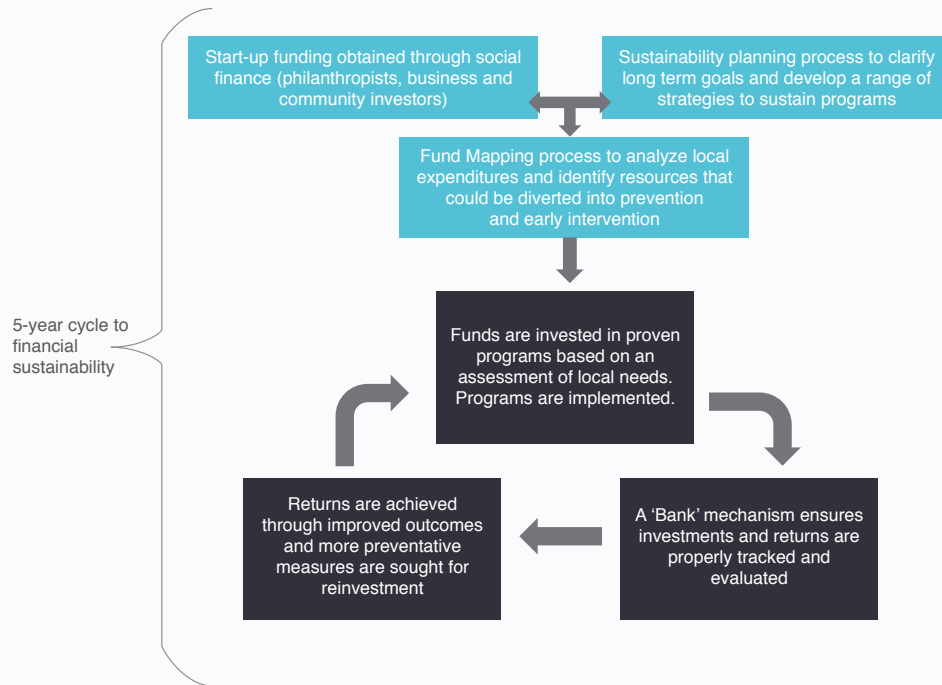 Start-up funding obtained through social
finance (philanthropists, business and
community investors)
Sustainability planning process to clarify
long term goals and develop a range of
strategies to sustain programs
Fund Mapping process to analyze local
expenditures and identify resources that
could be diverted into prevention
and early intervention
5-year cycle to
financial
sustainability
Funds are invested in proven
programs based on an
assessment of local needs.
Programs are implemented.
Returns are achieved
through improved outcomes
and more preventative
measures are sought for
reinvestment
A ‘Bank’ mechanism ensures
investments and returns are
properly tracked and
evaluated